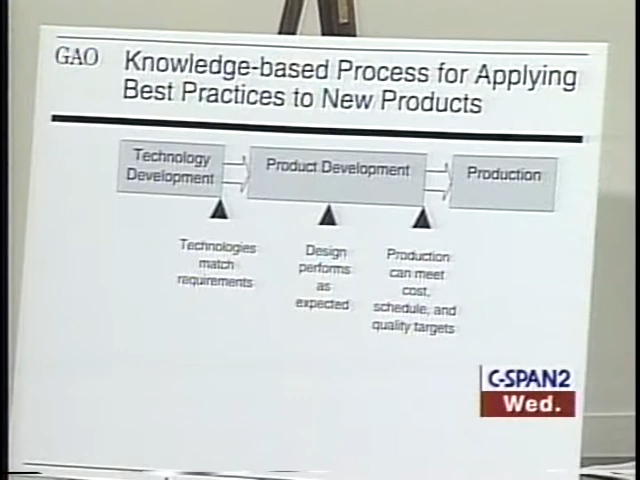 GAO
Knowledge-based Process for Applying
Best Practices to New Products
Technology
Development
Product Development
Production
Technologies
match
requirements
Design
performs
as
expected
Production
can meet
cost,
schedule, and
quality targets
C-SPAN2
Wed.